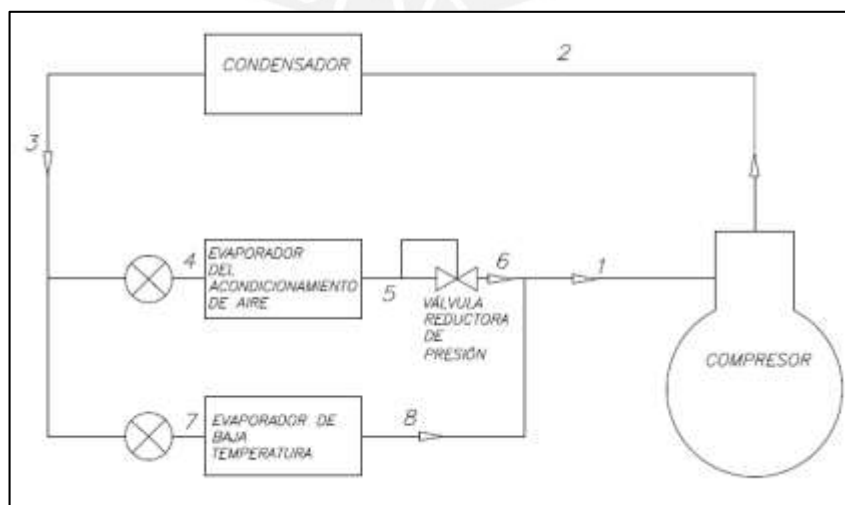 CONDENSADOR
2
3
4
EVAPORADOR
DEL
ACONDICIONAMIENTO
DE AIRE
5
6
1
VÁLVULA
REDUCTORA
DE
PRESIÓN
COMPRESOR
7
EVAPORADOR DE
BAJA
TEMPERATURA
8